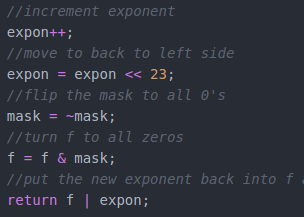 //increment exponent
expon++;
//move to back to left side
expon = expon << 23;
//flip the mask to all 0's
mask = ~mask;
//turn f to all zeros
f = f & mask;
//put the new exponent back into f
return f | expon;